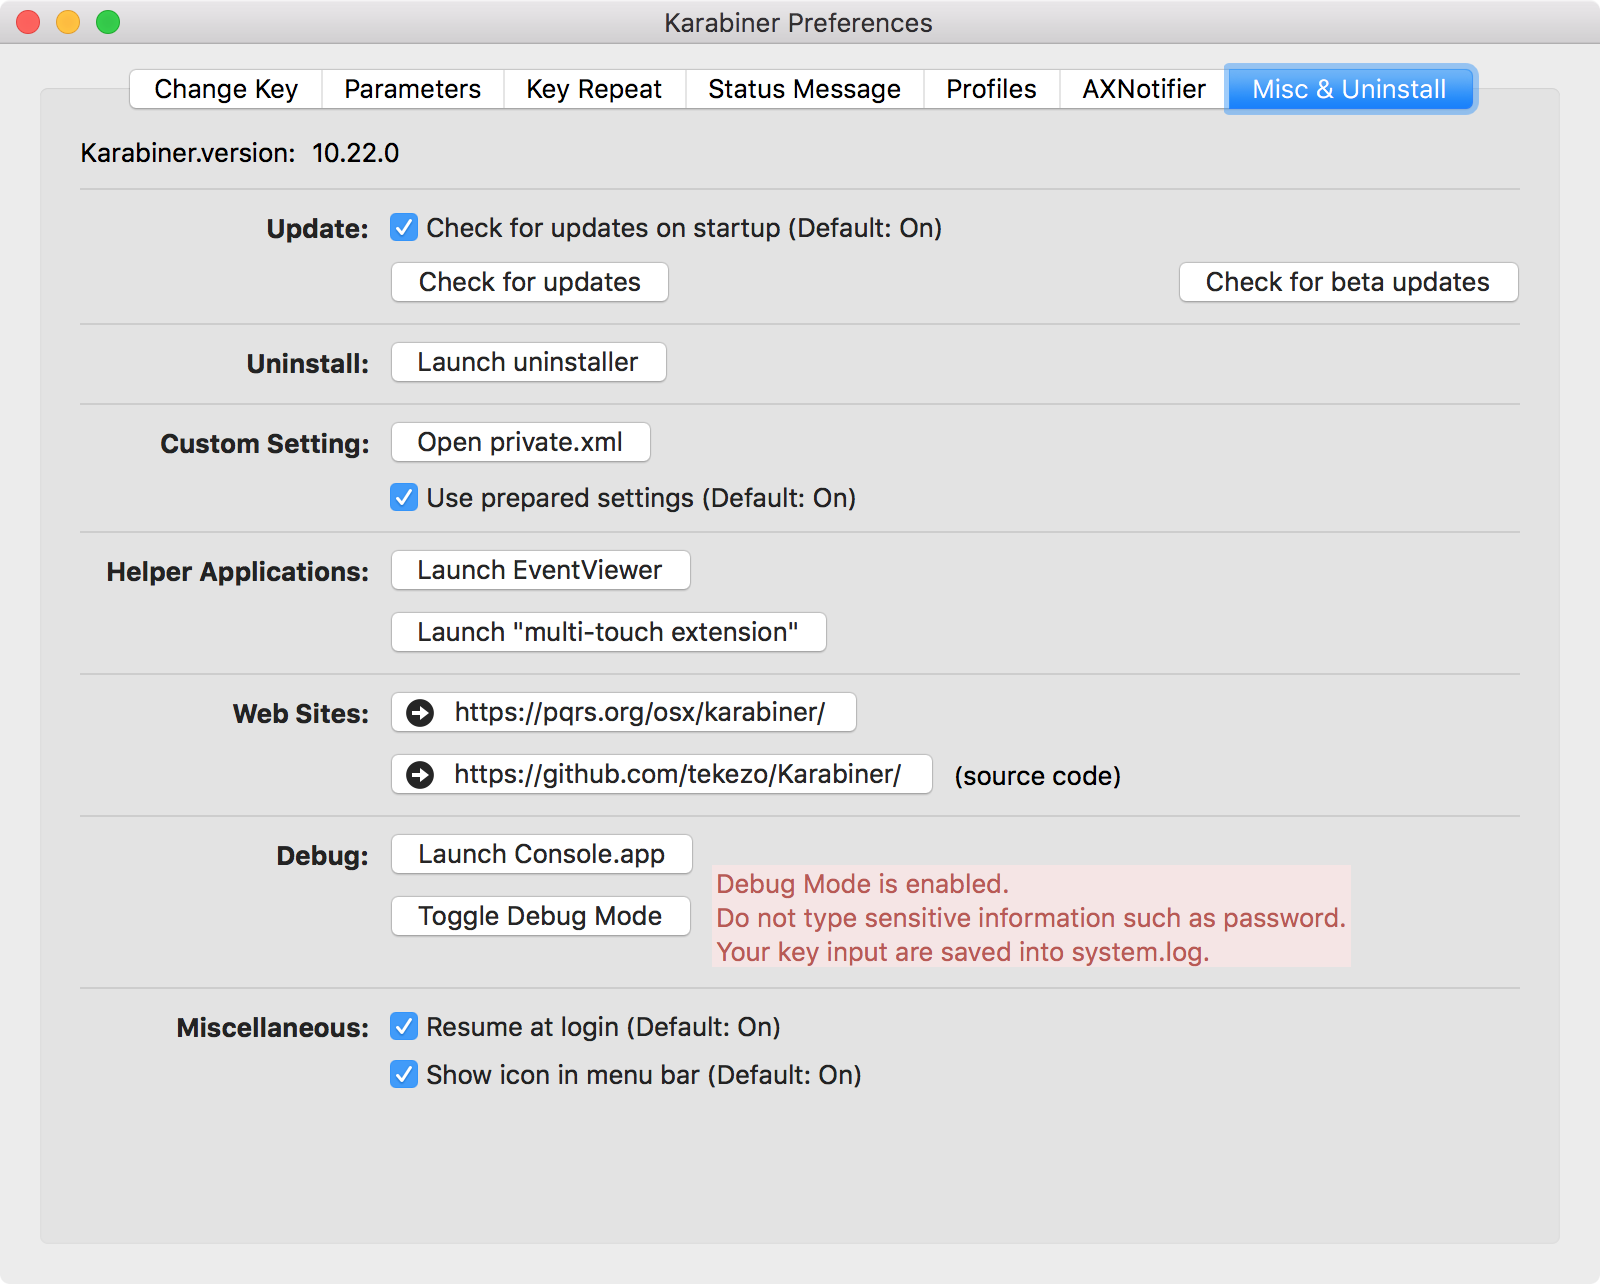 Karabiner Preferences
Change Key Parameters Key Repeat Status Message Profiles AXNotifier Misc & Uninstall
Karabiner.version: 10.22.0
Update: Check for updates on startup (Default: On)
Check for updates Check for beta updates
Uninstall: Launch uninstaller
Custom Setting: Open private.xml
Use prepared settings (Default: On)
Helper Applications: Launch EventViewer
Launch "multi-touch extension"
Web Sites: https://pqrs.org/osx/karabiner/
https://github.com/tekezo/Karabiner/ (source code)
Debug: Launch Console.app
Toggle Debug Mode
Debug Mode is enabled.
Do not type sensitive information such as password.
Your key input are saved into system.log.
Miscellaneous: Resume at login (Default: On)
Show icon in menu bar (Default: On)